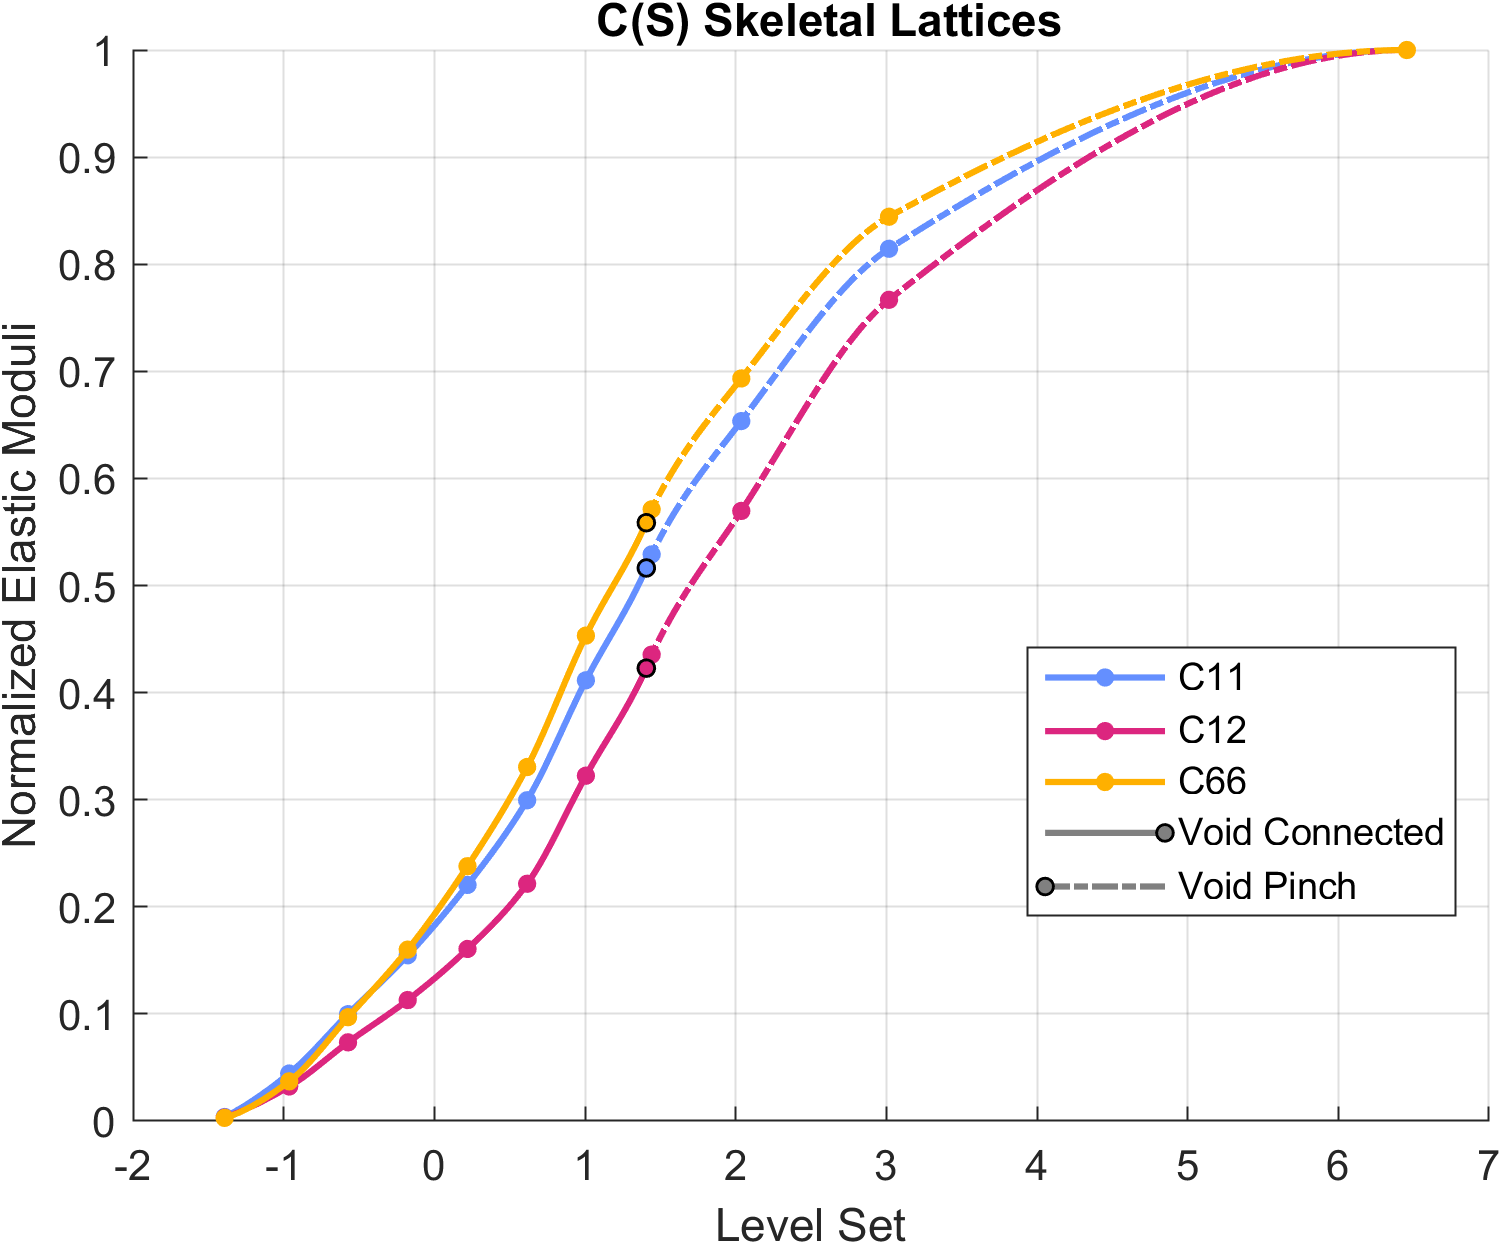 C(S) Skeletal Lattices
Normalized Elastic Moduli
1
0.9
0.8
0.7
0.6
0.5
0.4
0.3
0.2
0.1
0
-2 -1 0 1 2 3 4 5 6 7
Level Set
C11
C12
C66
Void Connected
Void Pinch